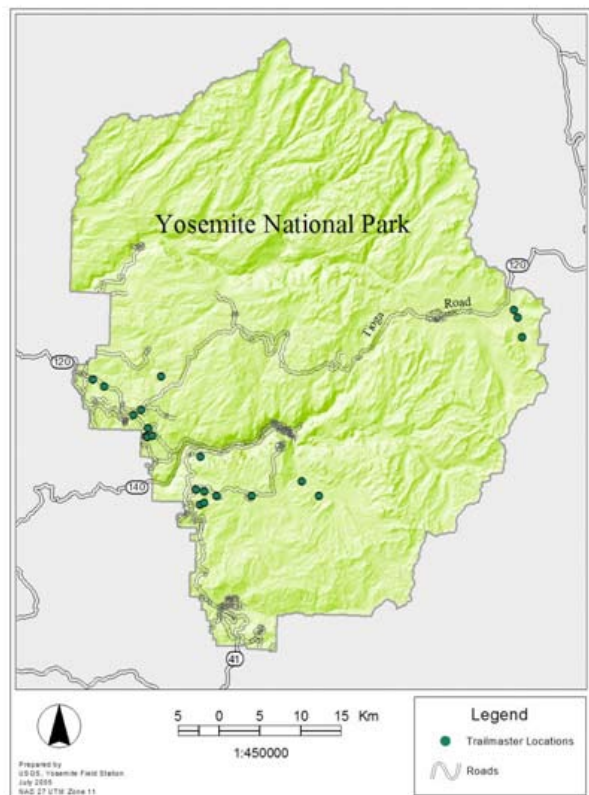 Yosemite National Park
120
Tioga Road
120
140
41
5 0 5 10 15 Km
1:450000
Legend
Trailmaster Locations
Roads
Prepared by
USGS, Yosemite Field Station
July 2005
NAD 27 UTM Zone 11